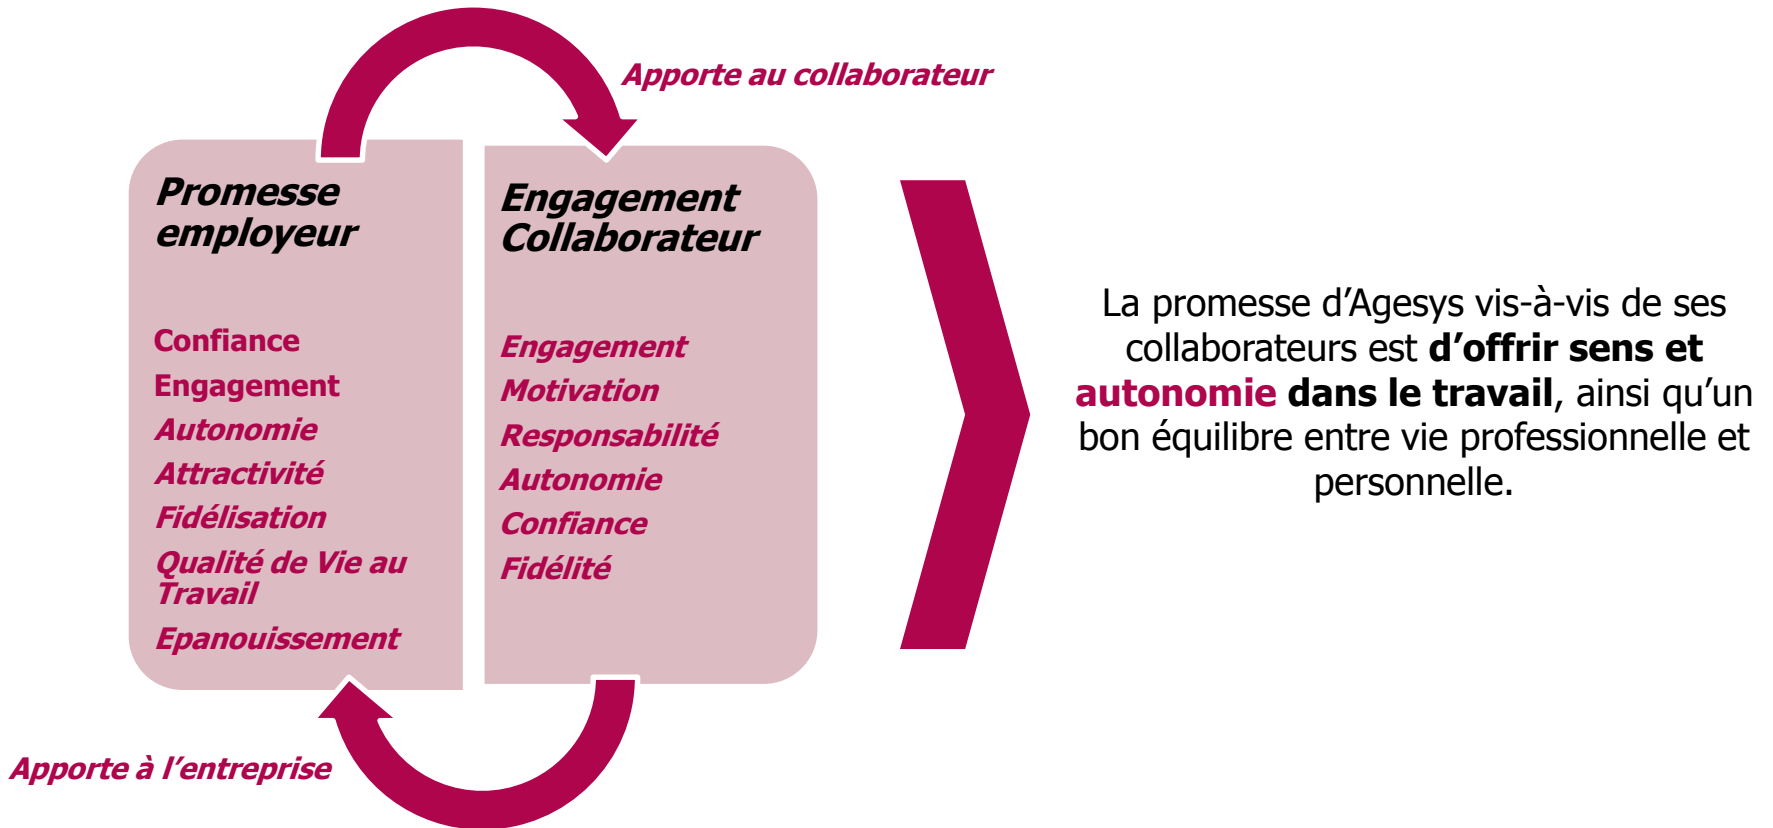 Apporte au collaborateur
Promesse
employeur
Confiance
Engagement
Autonomie
Attractivité
Fidélisation
Qualité de Vie au
Travail
Epanouissement
Engagement
Collaborateur
Engagement
Motivation
Responsabilité
Autonomie
Confiance
Fidélité
Apporte à l’entreprise
La promesse d’Agesys vis-à-vis de ses
collaborateurs est d’offrir sens et
autonomie dans le travail, ainsi qu’un
bon équilibre entre vie professionnelle et
personnelle.